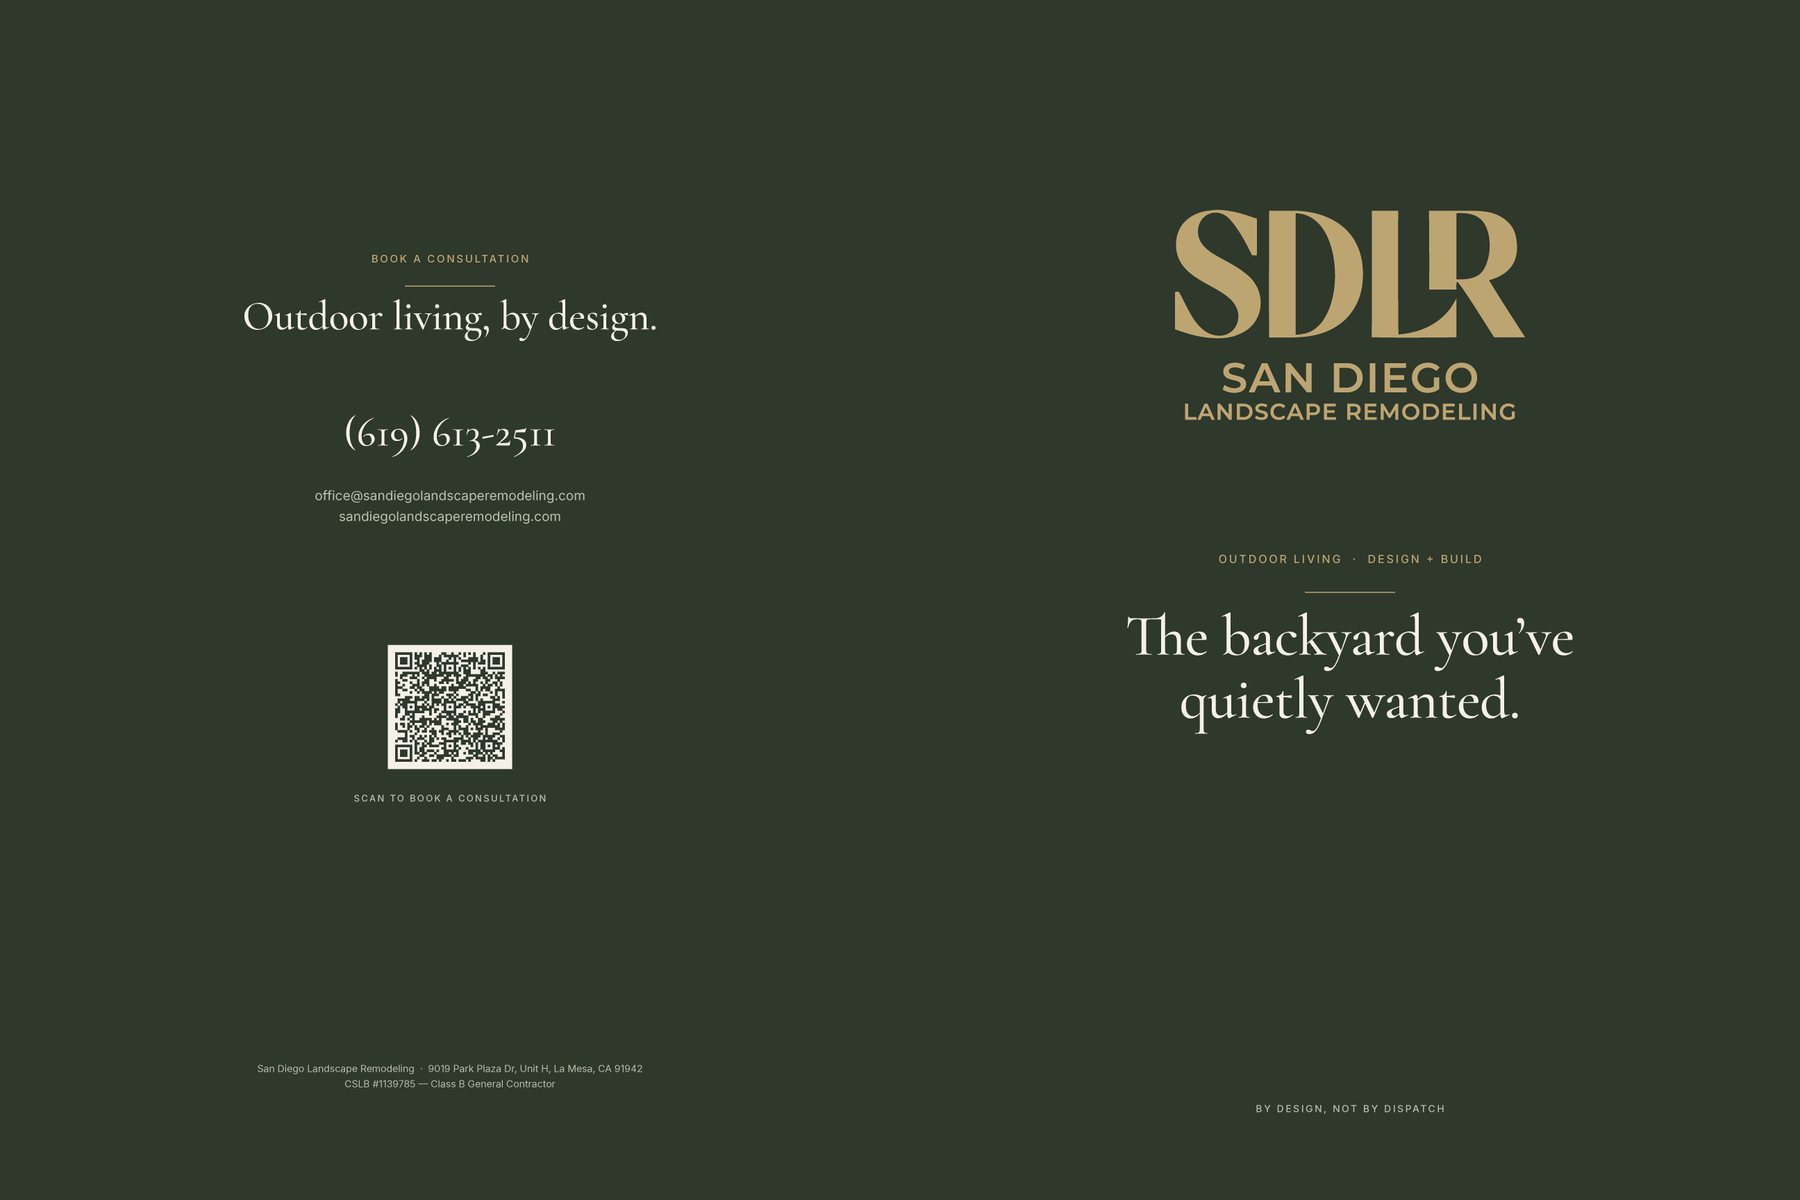 BOOK A CONSULTATION
Outdoor living, by design.
(619) 613-2511
office@sandiegolandscaperemodeling.com
sandiegolandscaperemodeling.com
SCAN TO BOOK A CONSULTATION
San Diego Landscape Remodeling · 9019 Park Plaza Dr, Unit H, La Mesa, CA 91942
CSLB #1139785 — Class B General Contractor
SDLR
SAN DIEGO
LANDSCAPE REMODELING
OUTDOOR LIVING · DESIGN + BUILD
The backyard you’ve
quietly wanted.
BY DESIGN, NOT BY DISPATCH